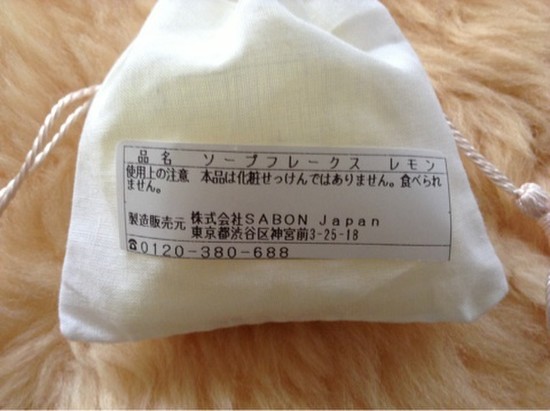 品名 ソープフレークス レモン
使用上の注意 本品は化粧せっけんではありません。食べられ
ません。
製造販売元 株式会社SABON Japan
東京都渋谷区神宮前3-25-18
☎0120-380-688